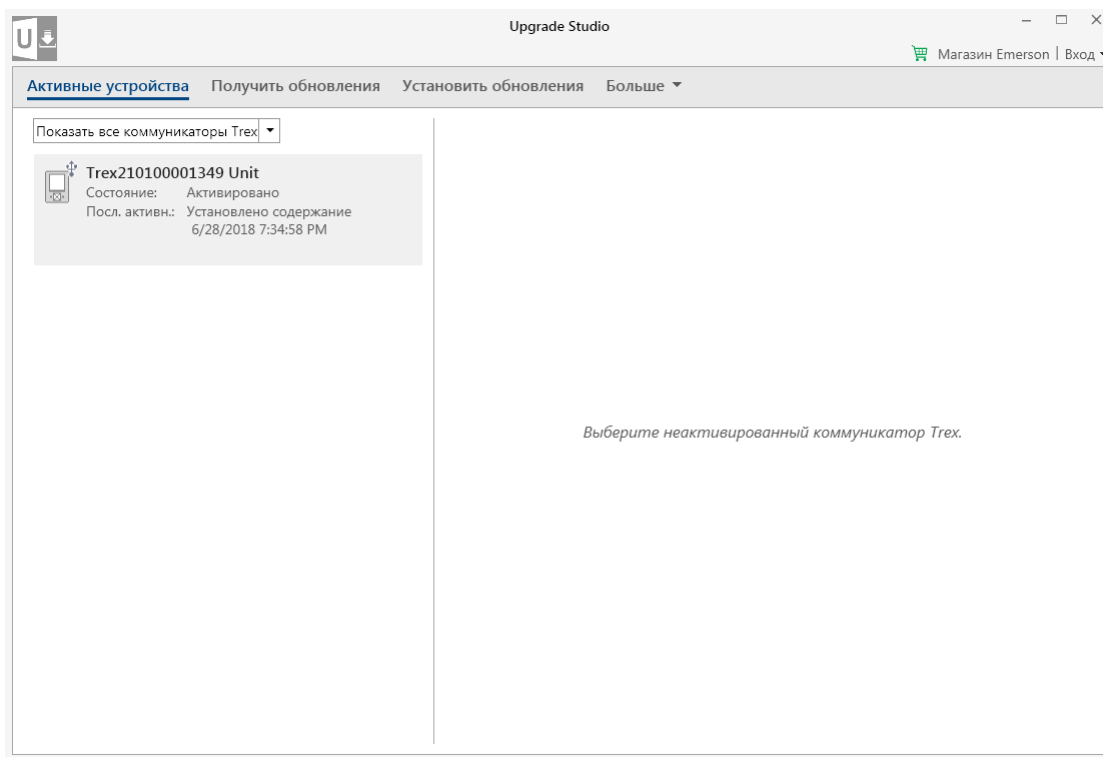 Upgrade Studio
U
Магазин Emerson | Вход
Активные устройства Получить обновления Установить обновления Больше
Показать все коммуникаторы Trex
Trex210100001349 Unit
Состояние: Активировано
Посл. активн.: Установлено содержание
6/28/2018 7:34:58 PM
Выберите неактивированный коммуникатор Trex.